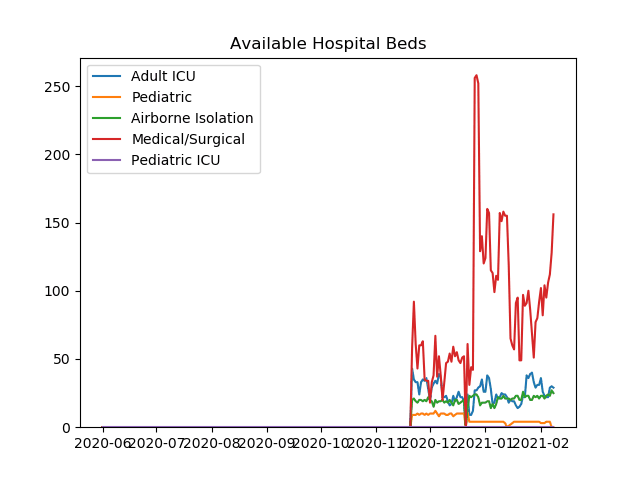 Available Hospital Beds
Adult ICU
Pediatric
Airborne Isolation
Medical/Surgical
Pediatric ICU
250
200
150
100
50
0
2020-06 2020-07 2020-08 2020-09 2020-10 2020-11 2020-12 2021-01 2021-02